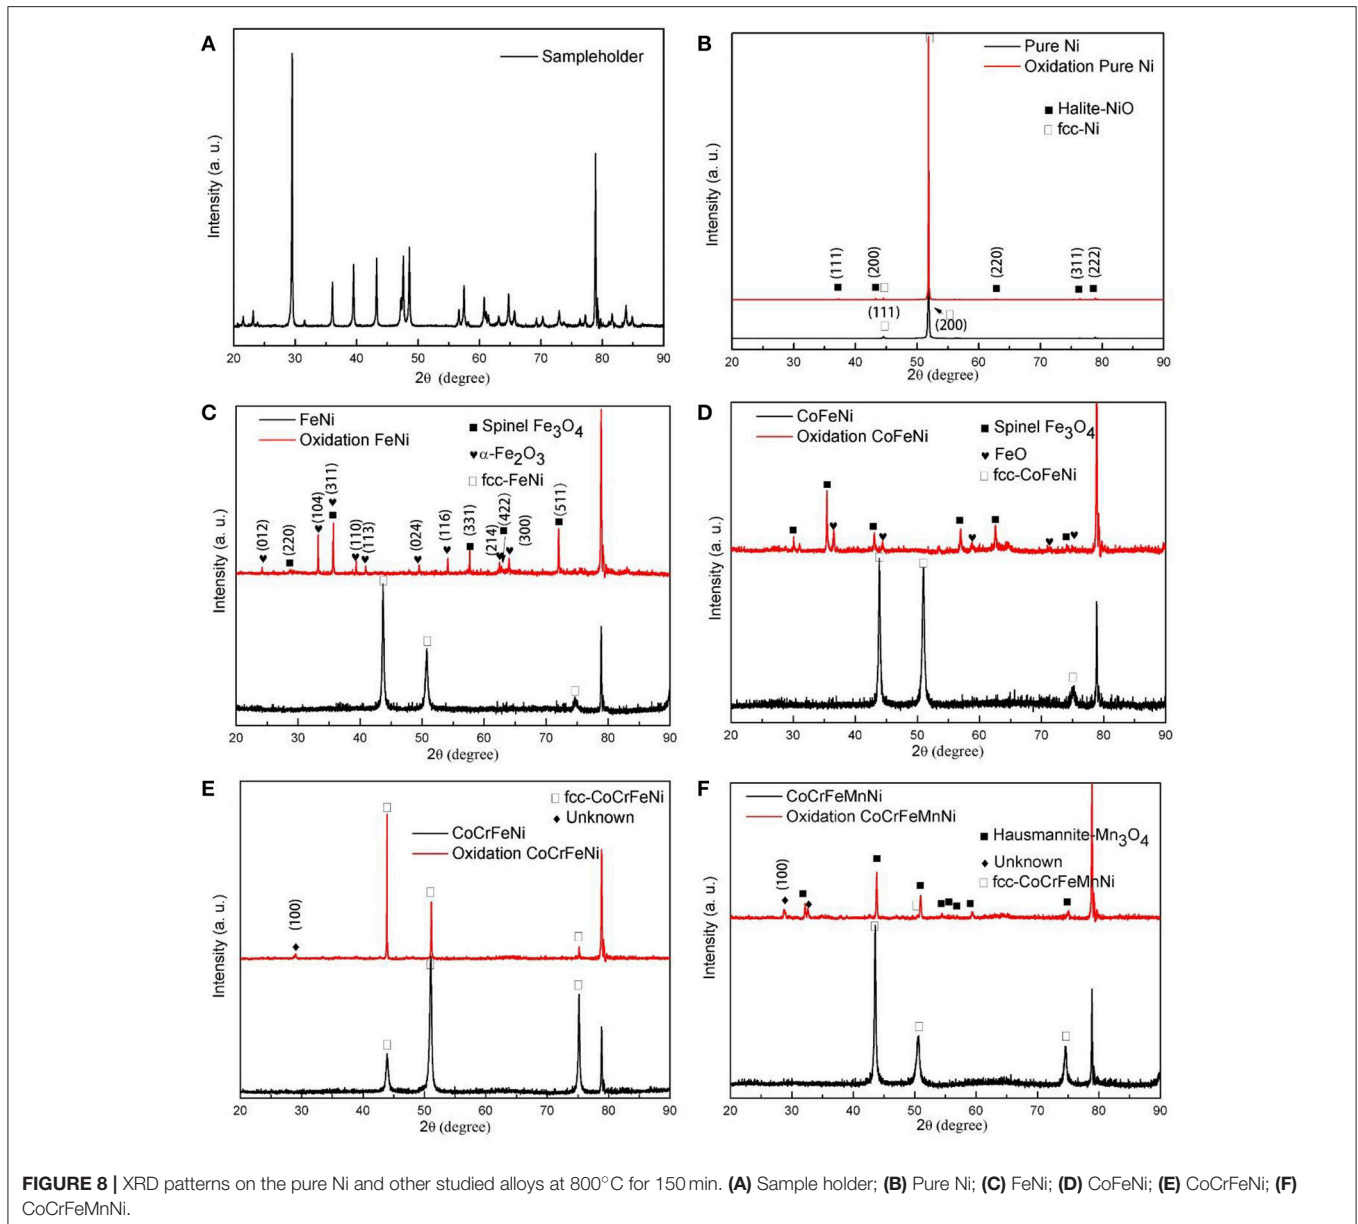 A
Sampleholder
Intensity (a. u.)
20 30 40 50 60 70 80 90
2θ (degree)
B
Pure Ni
Oxidation Pure Ni
■ Halite-NiO
□ fcc-Ni
(111)
(200)
(220)
(311)
(222)
(111)
(200)
Intensity (a. u.)
20 30 40 50 60 70 80 90
2θ (degree)
C
FeNi
Oxidation FeNi
■ Spinel Fe₃O₄
♥ α-Fe₂O₃
□ fcc-FeNi
(012)
(220)
(104)
(311)
(110)
(113)
(024)
(116)
(331)
(214)
(422)
(300)
(511)
Intensity (a. u.)
20 30 40 50 60 70 80 90
2θ (degree)
D
CoFeNi
Oxidation CoFeNi
■ Spinel Fe₃O₄
♥ FeO
□ fcc-CoFeNi
Intensity (a. u.)
20 30 40 50 60 70 80 90
2θ (degree)
E
□ fcc-CoCrFeNi
♦ Unknown
CoCrFeNi
Oxidation CoCrFeNi
(100)
Intensity (a. u.)
20 30 40 50 60 70 80 90
2θ (degree)
F
CoCrFeMnNi
Oxidation CoCrFeMnNi
■ Hausmannite-Mn₃O₄
♦ Unknown
□ fcc-CoCrFeMnNi
(100)
Intensity (a. u.)
20 30 40 50 60 70 80 90
2θ (degree)
FIGURE 8 | XRD patterns on the pure Ni and other studied alloys at 800°C for 150 min. (A) Sample holder; (B) Pure Ni; (C) FeNi; (D) CoFeNi; (E) CoCrFeNi; (F)
CoCrFeMnNi.